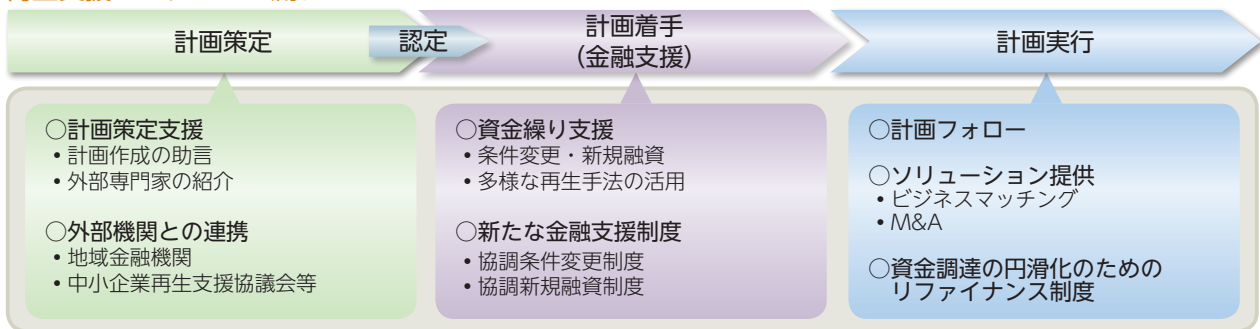 計画策定
認定
計画着手
(金融支援)
計画実行
○計画策定支援
•計画作成の助言
•外部専門家の紹介
○外部機関との連携
•地域金融機関
•中小企業再生支援協議会等
○資金繰り支援
•条件変更・新規融資
•多様な再生手法の活用
○新たな金融支援制度
•協調条件変更制度
•協調新規融資制度
○計画フォロー
○ソリューション提供
•ビジネスマッチング
•M&A
○資金調達の円滑化のための
リファイナンス制度